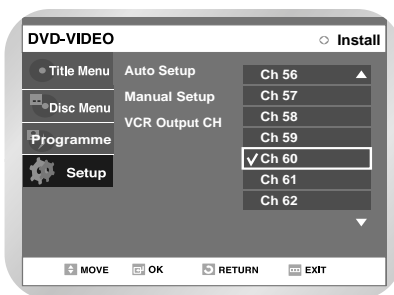 DVD-VIDEO Install
Title Menu
Disc Menu
Programme
Setup
Auto Setup
Manual Setup
VCR Output CH
Ch 56
Ch 57
Ch 58
Ch 59
✓Ch 60
Ch 61
Ch 62
MOVE OK RETURN EXIT